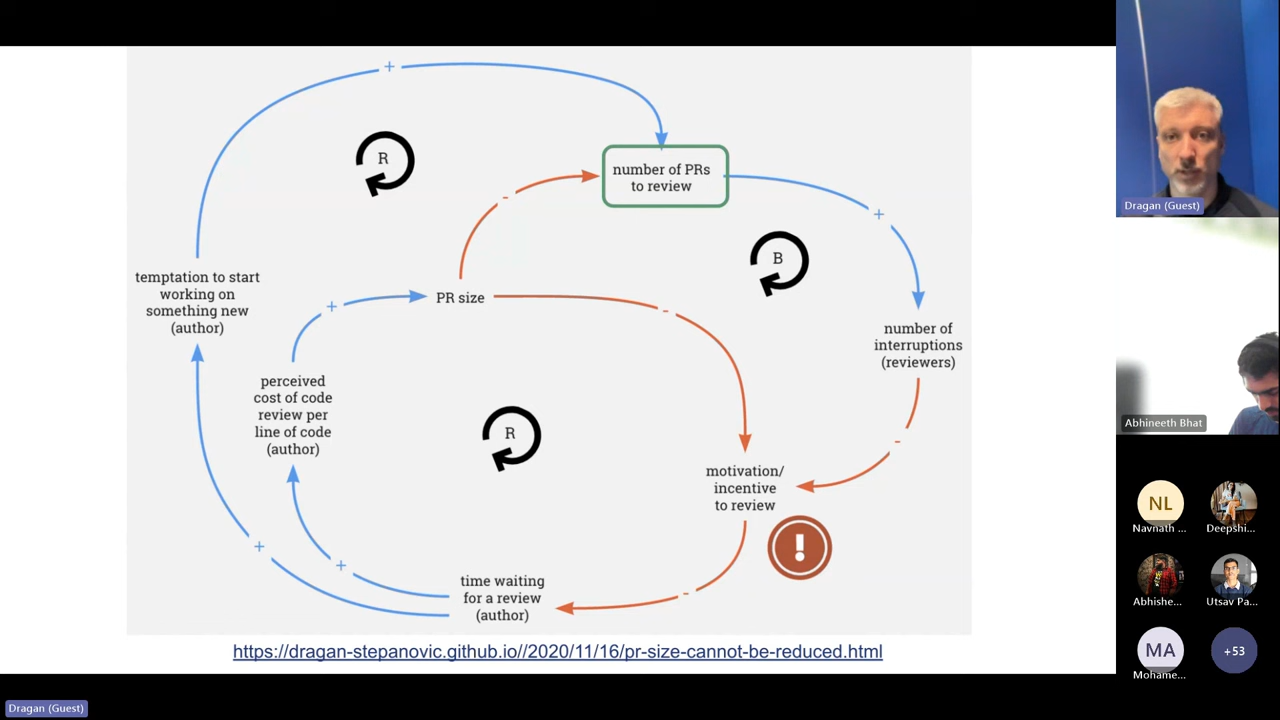 +
R
number of PRs
to review
-
+
B
temptation to start
working on
something new
(author)
+
PR size
-
number of
interruptions
(reviewers)
perceived
cost of code
review per
line of code
(author)
R
-
motivation/
incentive
to review
!
+
+
time waiting
for a review
(author)
-
https://dragan-stepanovic.github.io//2020/11/16/pr-size-cannot-be-reduced.html
Dragan (Guest)
Dragan (Guest)
Abhineeth Bhat
NL
Navnath ...
Deepshi...
Abhishe...
Utsav Pa...
MA
Mohame...
+53